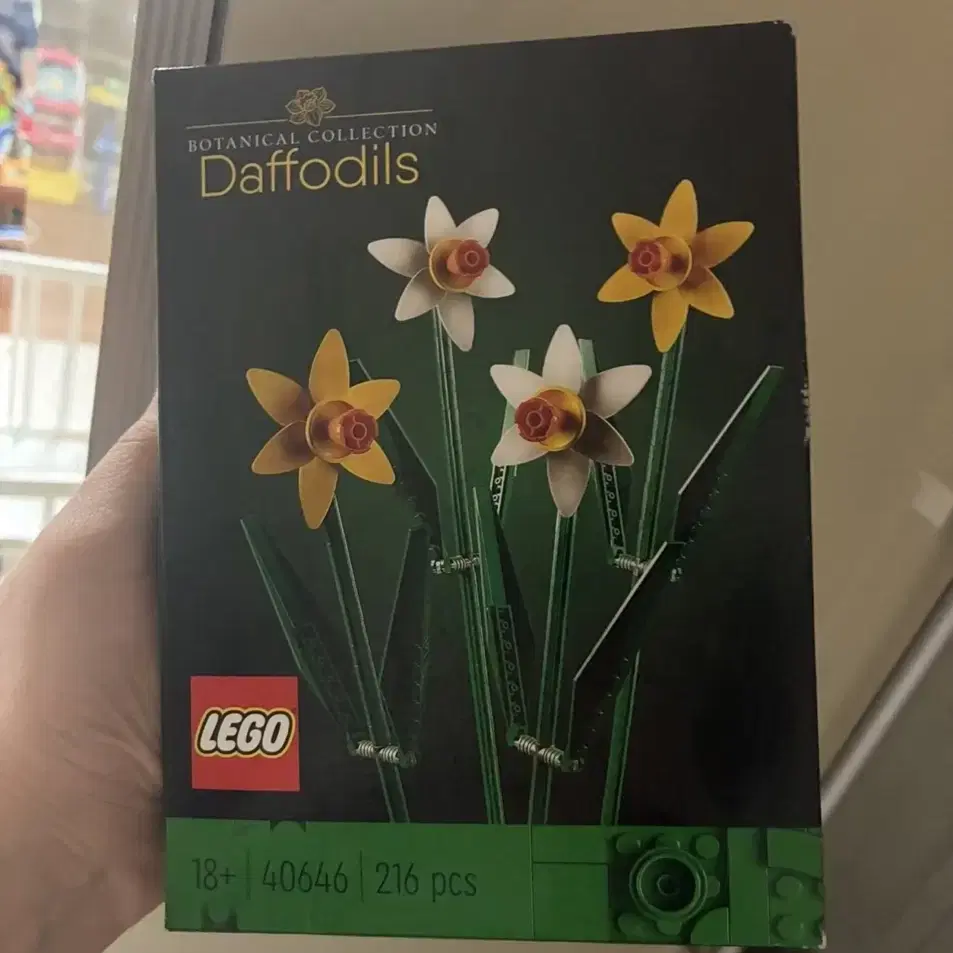 BOTANICAL COLLECTION
Daffodils
LEGO
18+ 40646 216 pcs